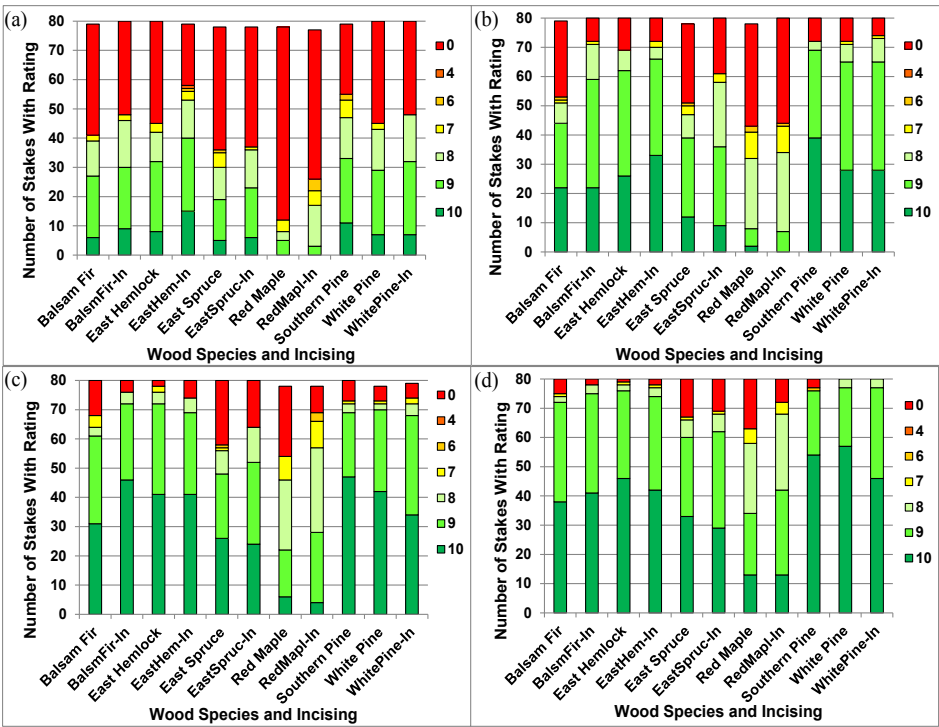 (a)
Number of Stakes With Rating
80
70
60
50
40
30
20
10
0
0
4
6
7
8
9
10
Balsam Fir
BalsmFir-In
East Hemlock
EastHem-In
East Spruce
EastSpruc-In
Red Maple
RedMapl-In
Southern Pine
White Pine
WhitePine-In
Wood Species and Incising
(b)
Number of Stakes With Rating
80
70
60
50
40
30
20
10
0
0
4
6
7
8
9
10
Balsam Fir
BalsmFir-In
East Hemlock
EastHem-In
East Spruce
EastSpruc-In
Red Maple
RedMapl-In
Southern Pine
White Pine
WhitePine-In
Wood Species and Incising
(c)
Number of Stakes With Rating
80
70
60
50
40
30
20
10
0
0
4
6
7
8
9
10
Balsam Fir
BalsmFir-In
East Hemlock
EastHem-In
East Spruce
EastSpruc-In
Red Maple
RedMapl-In
Southern Pine
White Pine
WhitePine-In
Wood Species and Incising
(d)
Number of Stakes With Rating
80
70
60
50
40
30
20
10
0
0
4
6
7
8
9
10
Balsam Fir
BalsmFir-In
East Hemlock
EastHem-In
East Spruce
EastSpruc-In
Red Maple
RedMapl-In
Southern Pine
White Pine
WhitePine-In
Wood Species and Incising